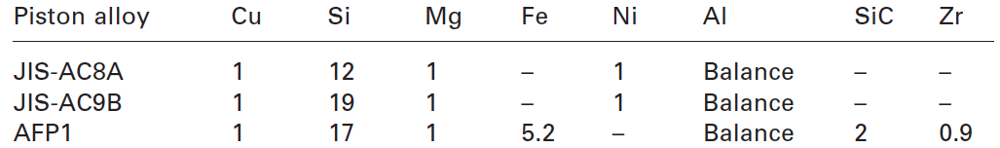 Piston alloy Cu Si Mg Fe Ni Al SiC Zr
JIS-AC8A 1 12 1 – 1 Balance – –
JIS-AC9B 1 19 1 – 1 Balance – –
AFP1 1 17 1 5.2 – Balance 2 0.9